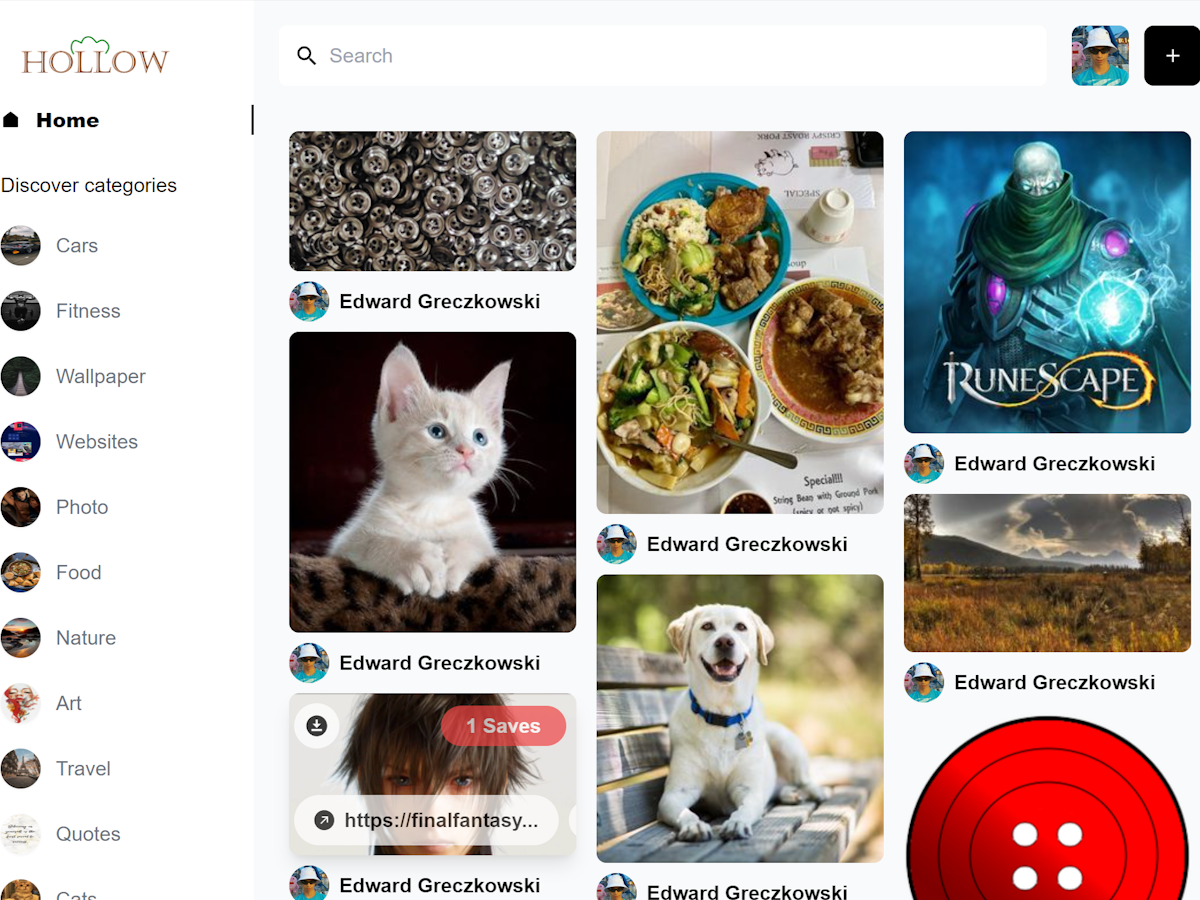 HOLLOW
Search
+
Home
Discover categories
Cars
Fitness
Wallpaper
Websites
Photo
Food
Nature
Art
Travel
Quotes
Cats
Edward Greczkowski
Edward Greczkowski
1 Saves
https://finalfantasy...
Edward Greczkowski
CRISPY ROAST PORK
SPECIAL
Special!!!
String Bean with Ground Pork
(spicy or not spicy)
Edward Greczkowski
Edward Greczkowski
RUNESCAPE
Edward Greczkowski
Edward Greczkowski